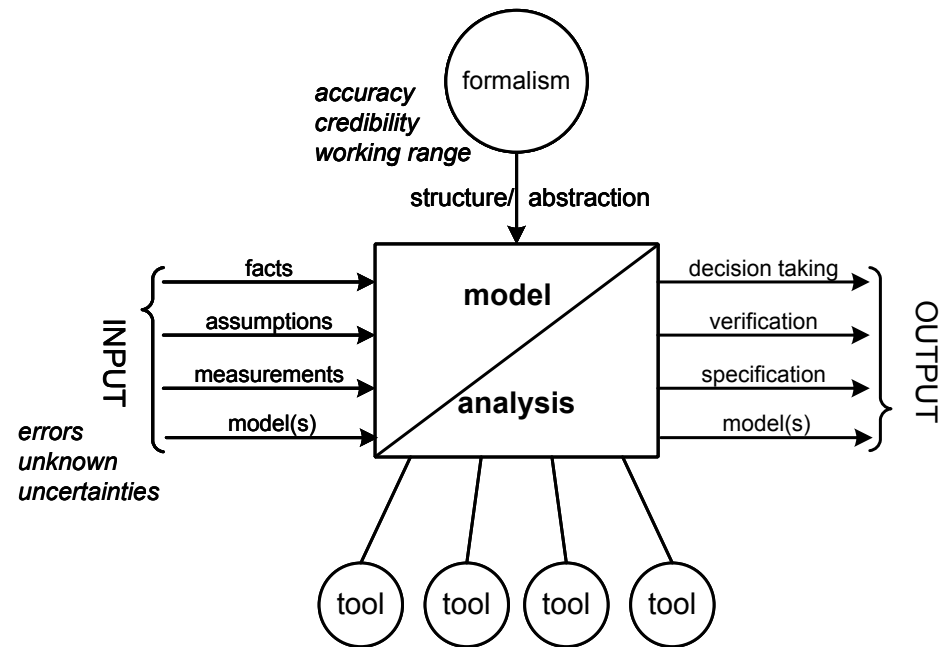 formalism
accuracy
credibility
working range
structure/ abstraction
INPUT
facts
assumptions
measurements
model(s)
errors
unknown
uncertainties
model
analysis
decision taking
verification
specification
model(s)
OUTPUT
tool
tool
tool
tool